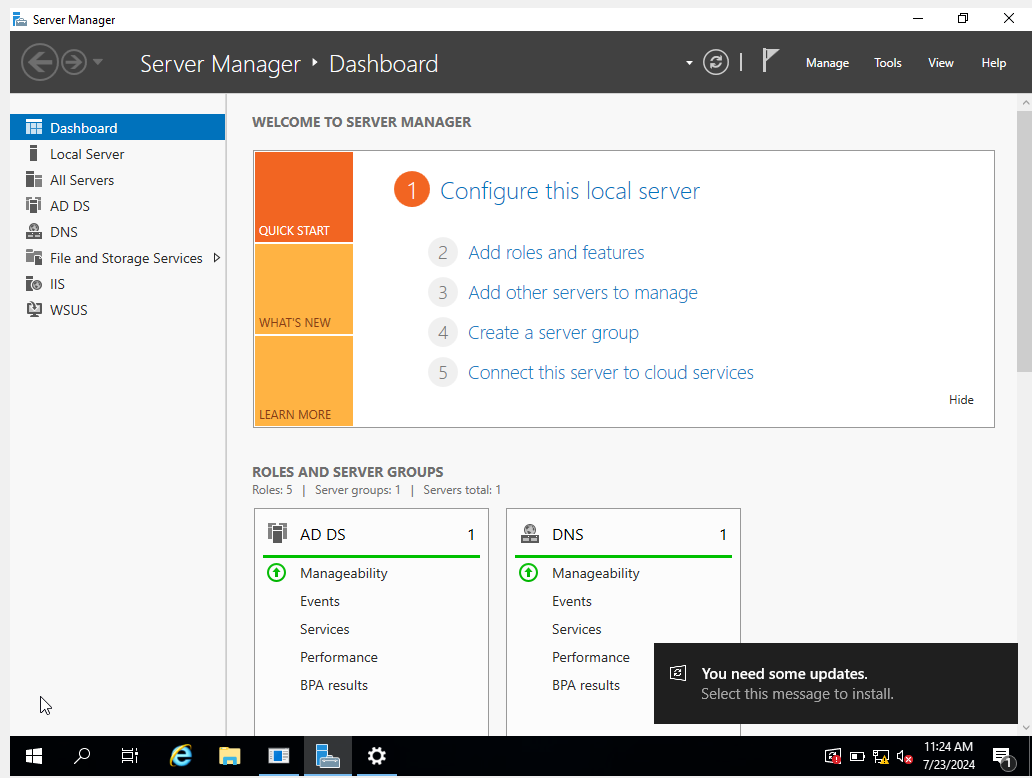 Server Manager
Server Manager ‣ Dashboard
Manage Tools View Help
Dashboard
Local Server
All Servers
AD DS
DNS
File and Storage Services
IIS
WSUS
WELCOME TO SERVER MANAGER
QUICK START
WHAT'S NEW
LEARN MORE
1 Configure this local server
2 Add roles and features
3 Add other servers to manage
4 Create a server group
5 Connect this server to cloud services
Hide
ROLES AND SERVER GROUPS
Roles: 5 | Server groups: 1 | Servers total: 1
AD DS 1
Manageability
Events
Services
Performance
BPA results
DNS 1
Manageability
Events
Services
Performance
BPA results
You need some updates.
Select this message to install.
11:24 AM
7/23/2024
1